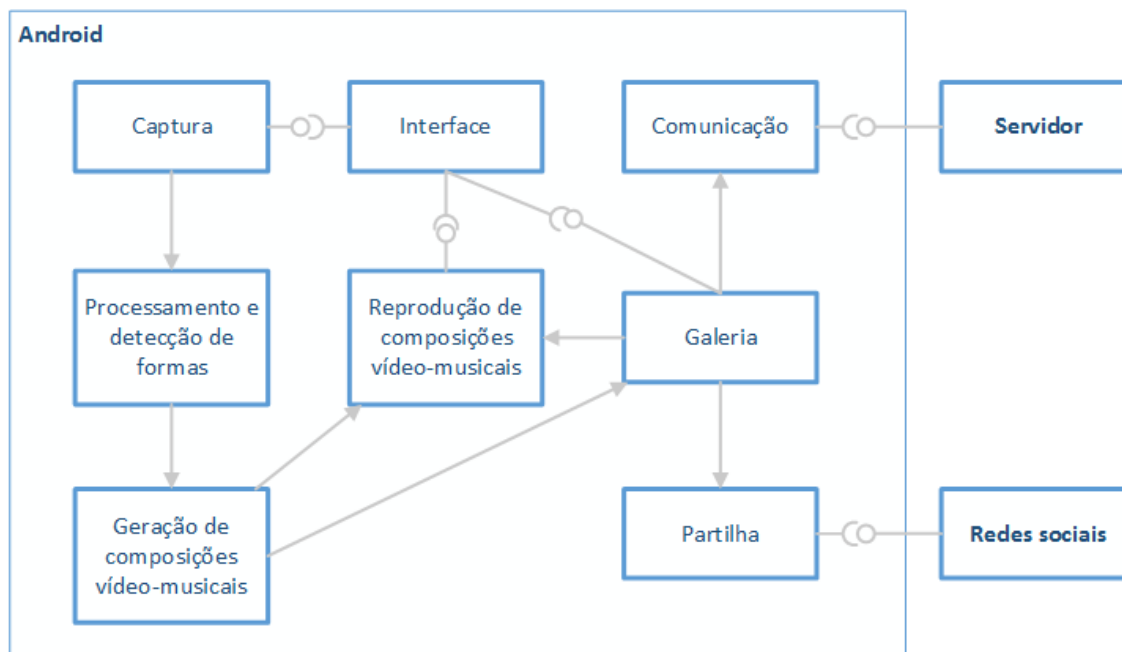 Android
Captura
Interface
Comunicação
Servidor
Processamento e
detecção de
formas
Reprodução de
composições
vídeo-musicais
Galeria
Geração de
composições
vídeo-musicais
Partilha
Redes sociais